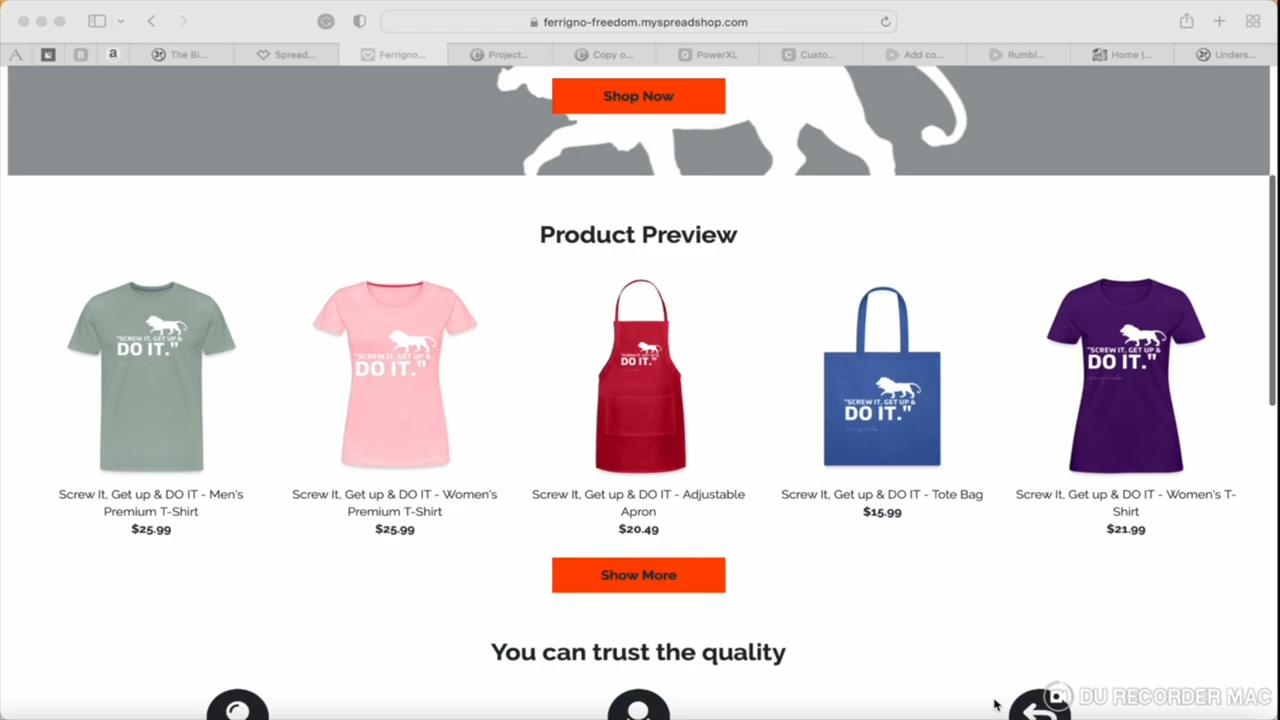 ferrigno-freedom.myspreadshop.com
The Bi...
Spread...
Ferrigno...
Project...
Copy o...
PowerXL
Custo...
Add co...
Rumbl...
Home |...
Unders...
Shop Now
Product Preview
"SCREW IT, GET UP &
DO IT."
"SCREW IT, GET UP &
DO IT."
"SCREW IT, GET UP &
DO IT."
"SCREW IT, GET UP &
DO IT."
"SCREW IT, GET UP &
DO IT."
Screw It, Get up & DO IT - Men's
Premium T-Shirt
$25.99
Screw It, Get up & DO IT - Women's
Premium T-Shirt
$25.99
Screw It, Get up & DO IT - Adjustable
Apron
$20.49
Screw It, Get up & DO IT - Tote Bag
$15.99
Screw It, Get up & DO IT - Women's T-
Shirt
$21.99
Show More
You can trust the quality
DU RECORDER MAC